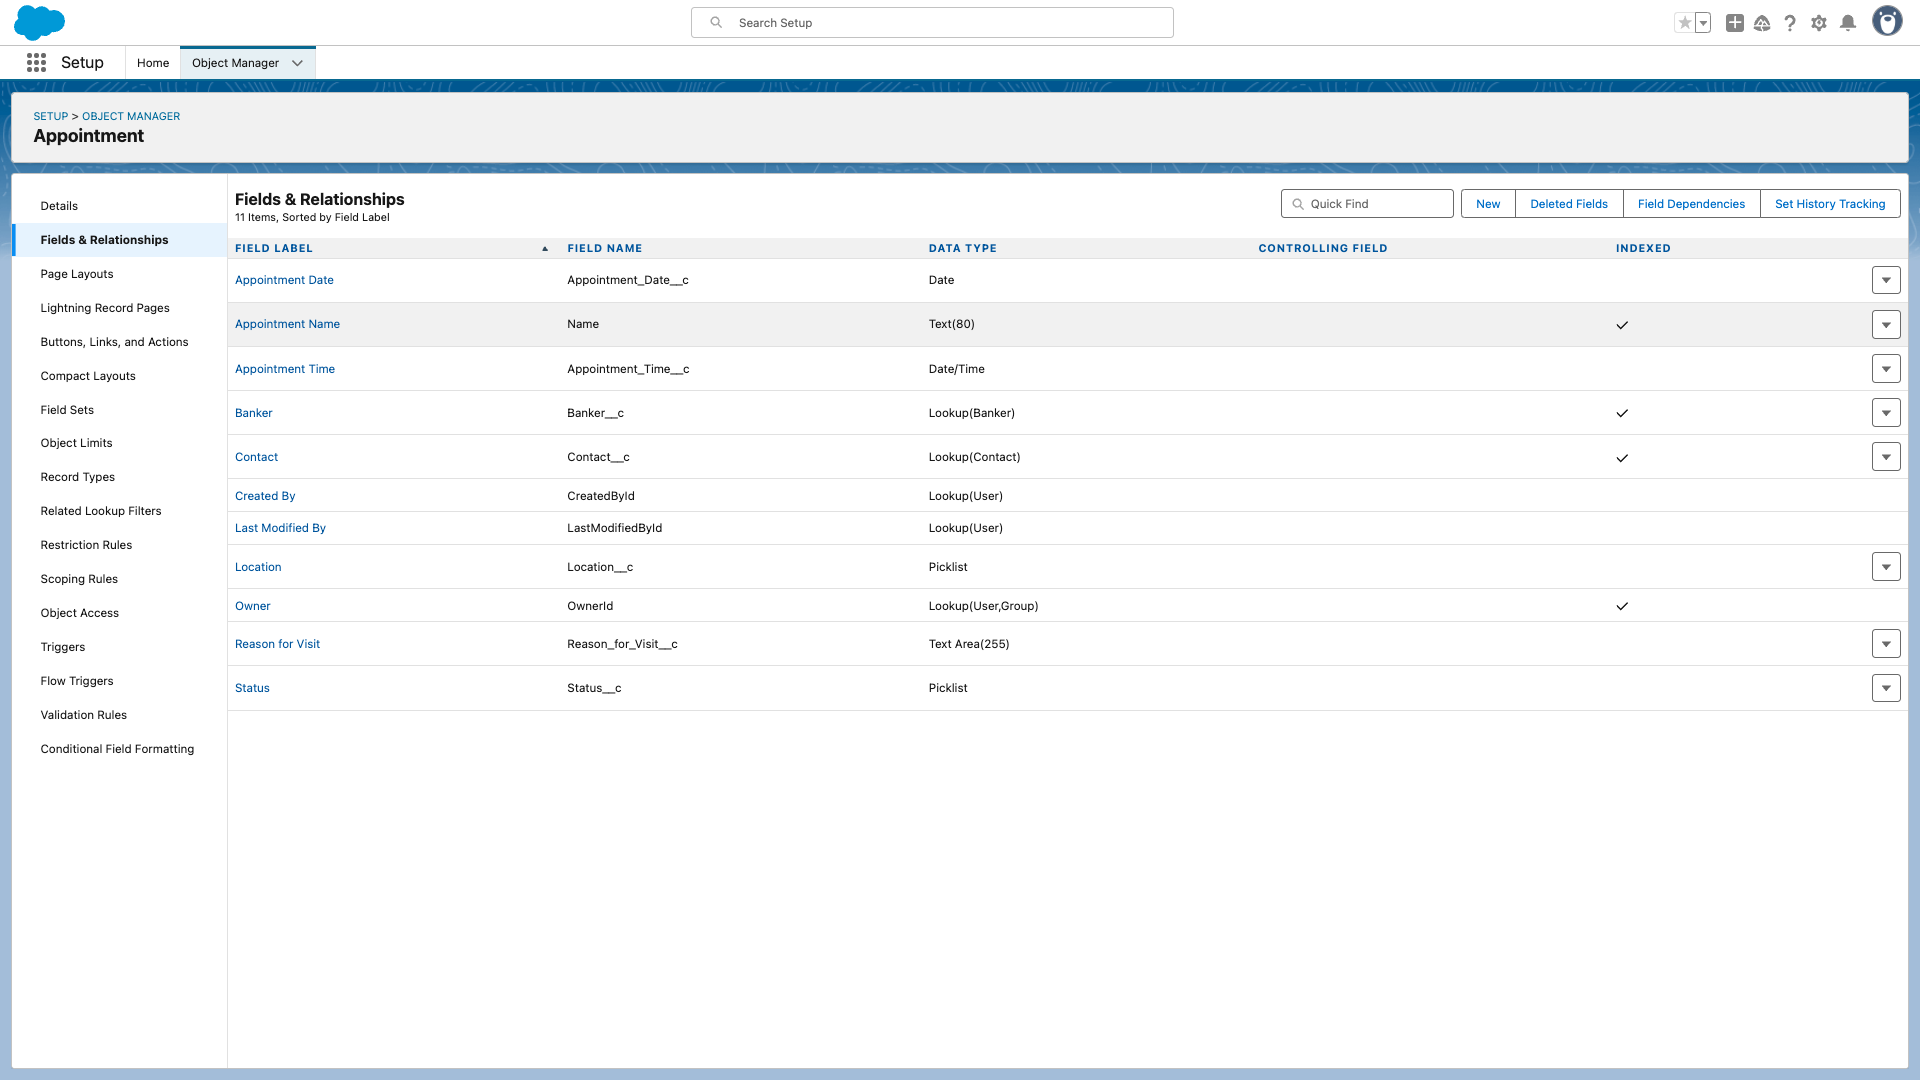 Search Setup
Setup
Home
Object Manager
SETUP > OBJECT MANAGER
Appointment
Details
Fields & Relationships
Page Layouts
Lightning Record Pages
Buttons, Links, and Actions
Compact Layouts
Field Sets
Object Limits
Record Types
Related Lookup Filters
Restriction Rules
Scoping Rules
Object Access
Triggers
Flow Triggers
Validation Rules
Conditional Field Formatting
Fields & Relationships
11 Items, Sorted by Field Label
Quick Find
New
Deleted Fields
Field Dependencies
Set History Tracking
FIELD LABEL FIELD NAME DATA TYPE CONTROLLING FIELD INDEXED
Appointment Date Appointment_Date__c Date
Appointment Name Name Text(80)
Appointment Time Appointment_Time__c Date/Time
Banker Banker__c Lookup(Banker)
Contact Contact__c Lookup(Contact)
Created By CreatedById Lookup(User)
Last Modified By LastModifiedById Lookup(User)
Location Location__c Picklist
Owner OwnerId Lookup(User,Group)
Reason for Visit Reason_for_Visit__c Text Area(255)
Status Status__c Picklist